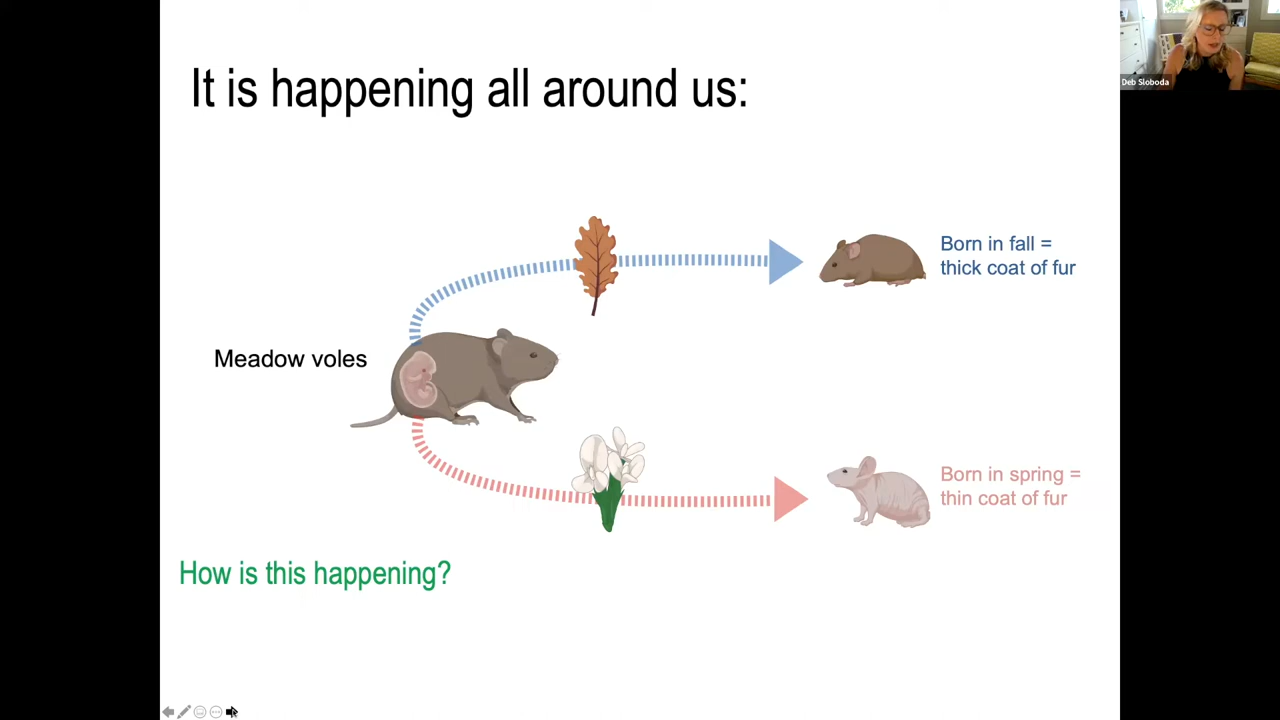 Deb Sloboda
It is happening all around us:
Born in fall =
thick coat of fur
Meadow voles
Born in spring =
thin coat of fur
How is this happening?